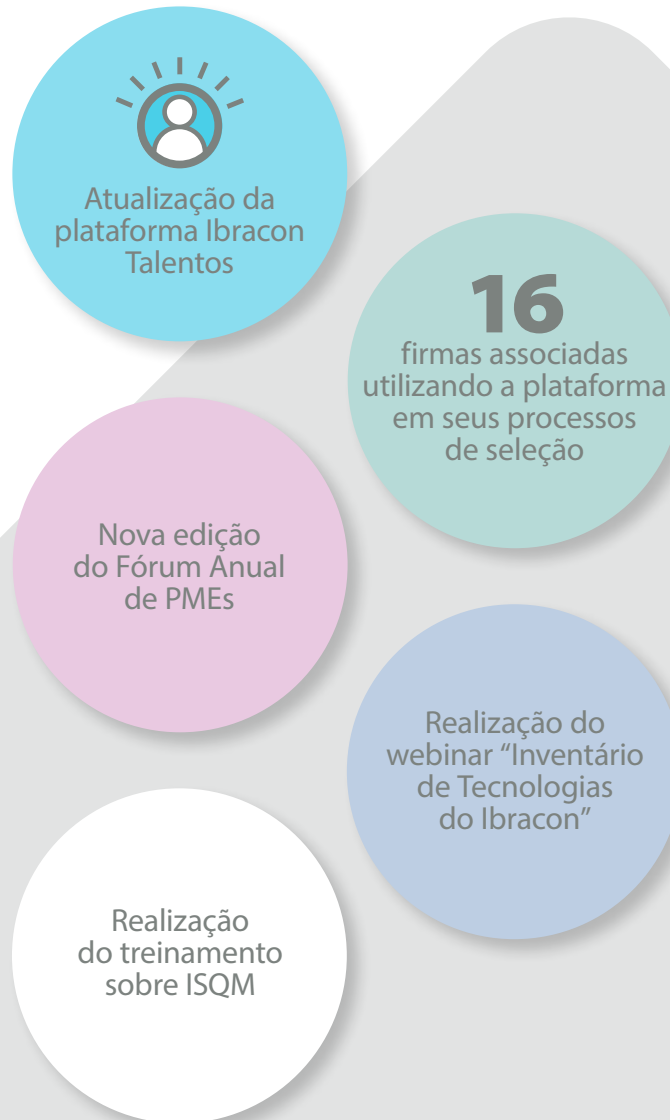 Atualização da
plataforma Ibracon
Talentos
16
firmas associadas
utilizando a plataforma
em seus processos
de seleção
Nova edição
do Fórum Anual
de PMEs
Realização do
webinar “Inventário
de Tecnologias
do Ibracon”
Realização
do treinamento
sobre ISQM